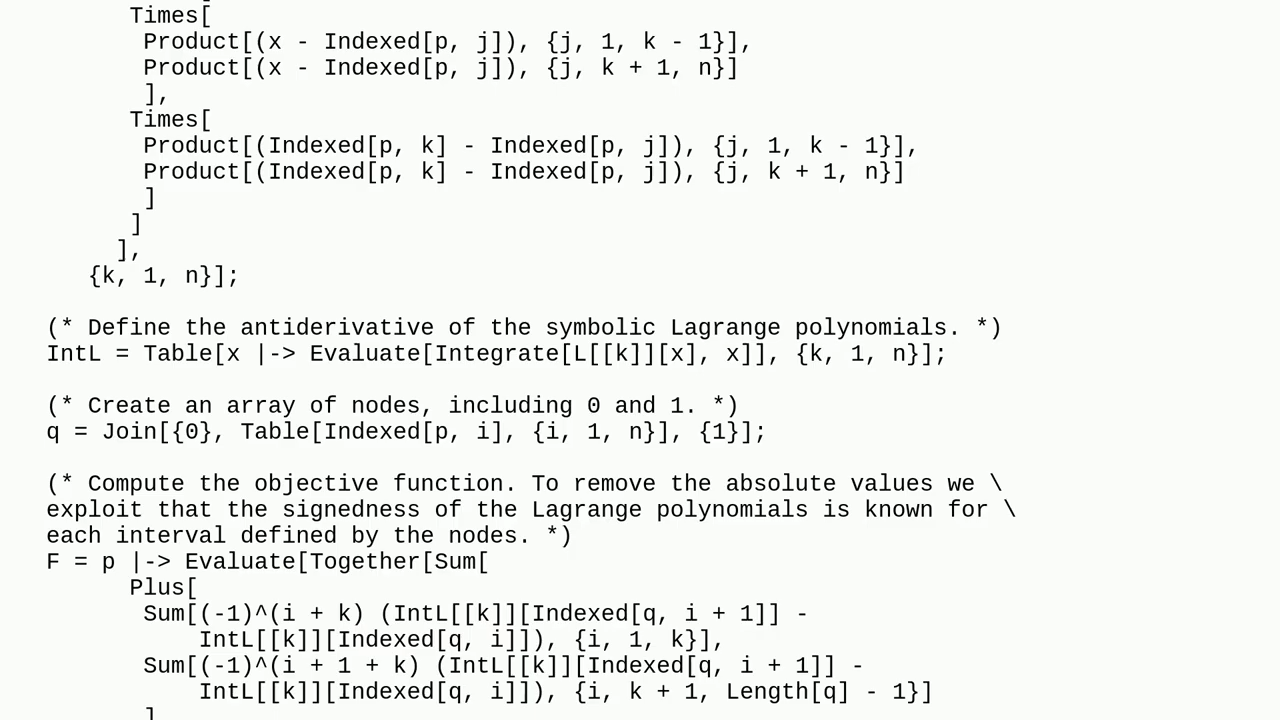 Times[
Product[(x - Indexed[p, j]), {j, 1, k - 1}],
Product[(x - Indexed[p, j]), {j, k + 1, n}]
],
Times[
Product[(Indexed[p, k] - Indexed[p, j]), {j, 1, k - 1}],
Product[(Indexed[p, k] - Indexed[p, j]), {j, k + 1, n}]
]
]
],
{k, 1, n}];
(* Define the antiderivative of the symbolic Lagrange polynomials. *)
IntL = Table[x |-> Evaluate[Integrate[L[[k]][x], x]], {k, 1, n}];
(* Create an array of nodes, including 0 and 1. *)
q = Join[{0}, Table[Indexed[p, i], {i, 1, n}], {1}];
(* Compute the objective function. To remove the absolute values we \
exploit that the signedness of the Lagrange polynomials is known for \
each interval defined by the nodes. *)
F = p |-> Evaluate[Together[Sum[
Plus[
Sum[(-1)^(i + k) (IntL[[k]][Indexed[q, i + 1]] -
IntL[[k]][Indexed[q, i]]), {i, 1, k}],
Sum[(-1)^(i + 1 + k) (IntL[[k]][Indexed[q, i + 1]] -
IntL[[k]][Indexed[q, i]]), {i, k + 1, Length[q] - 1}]
]